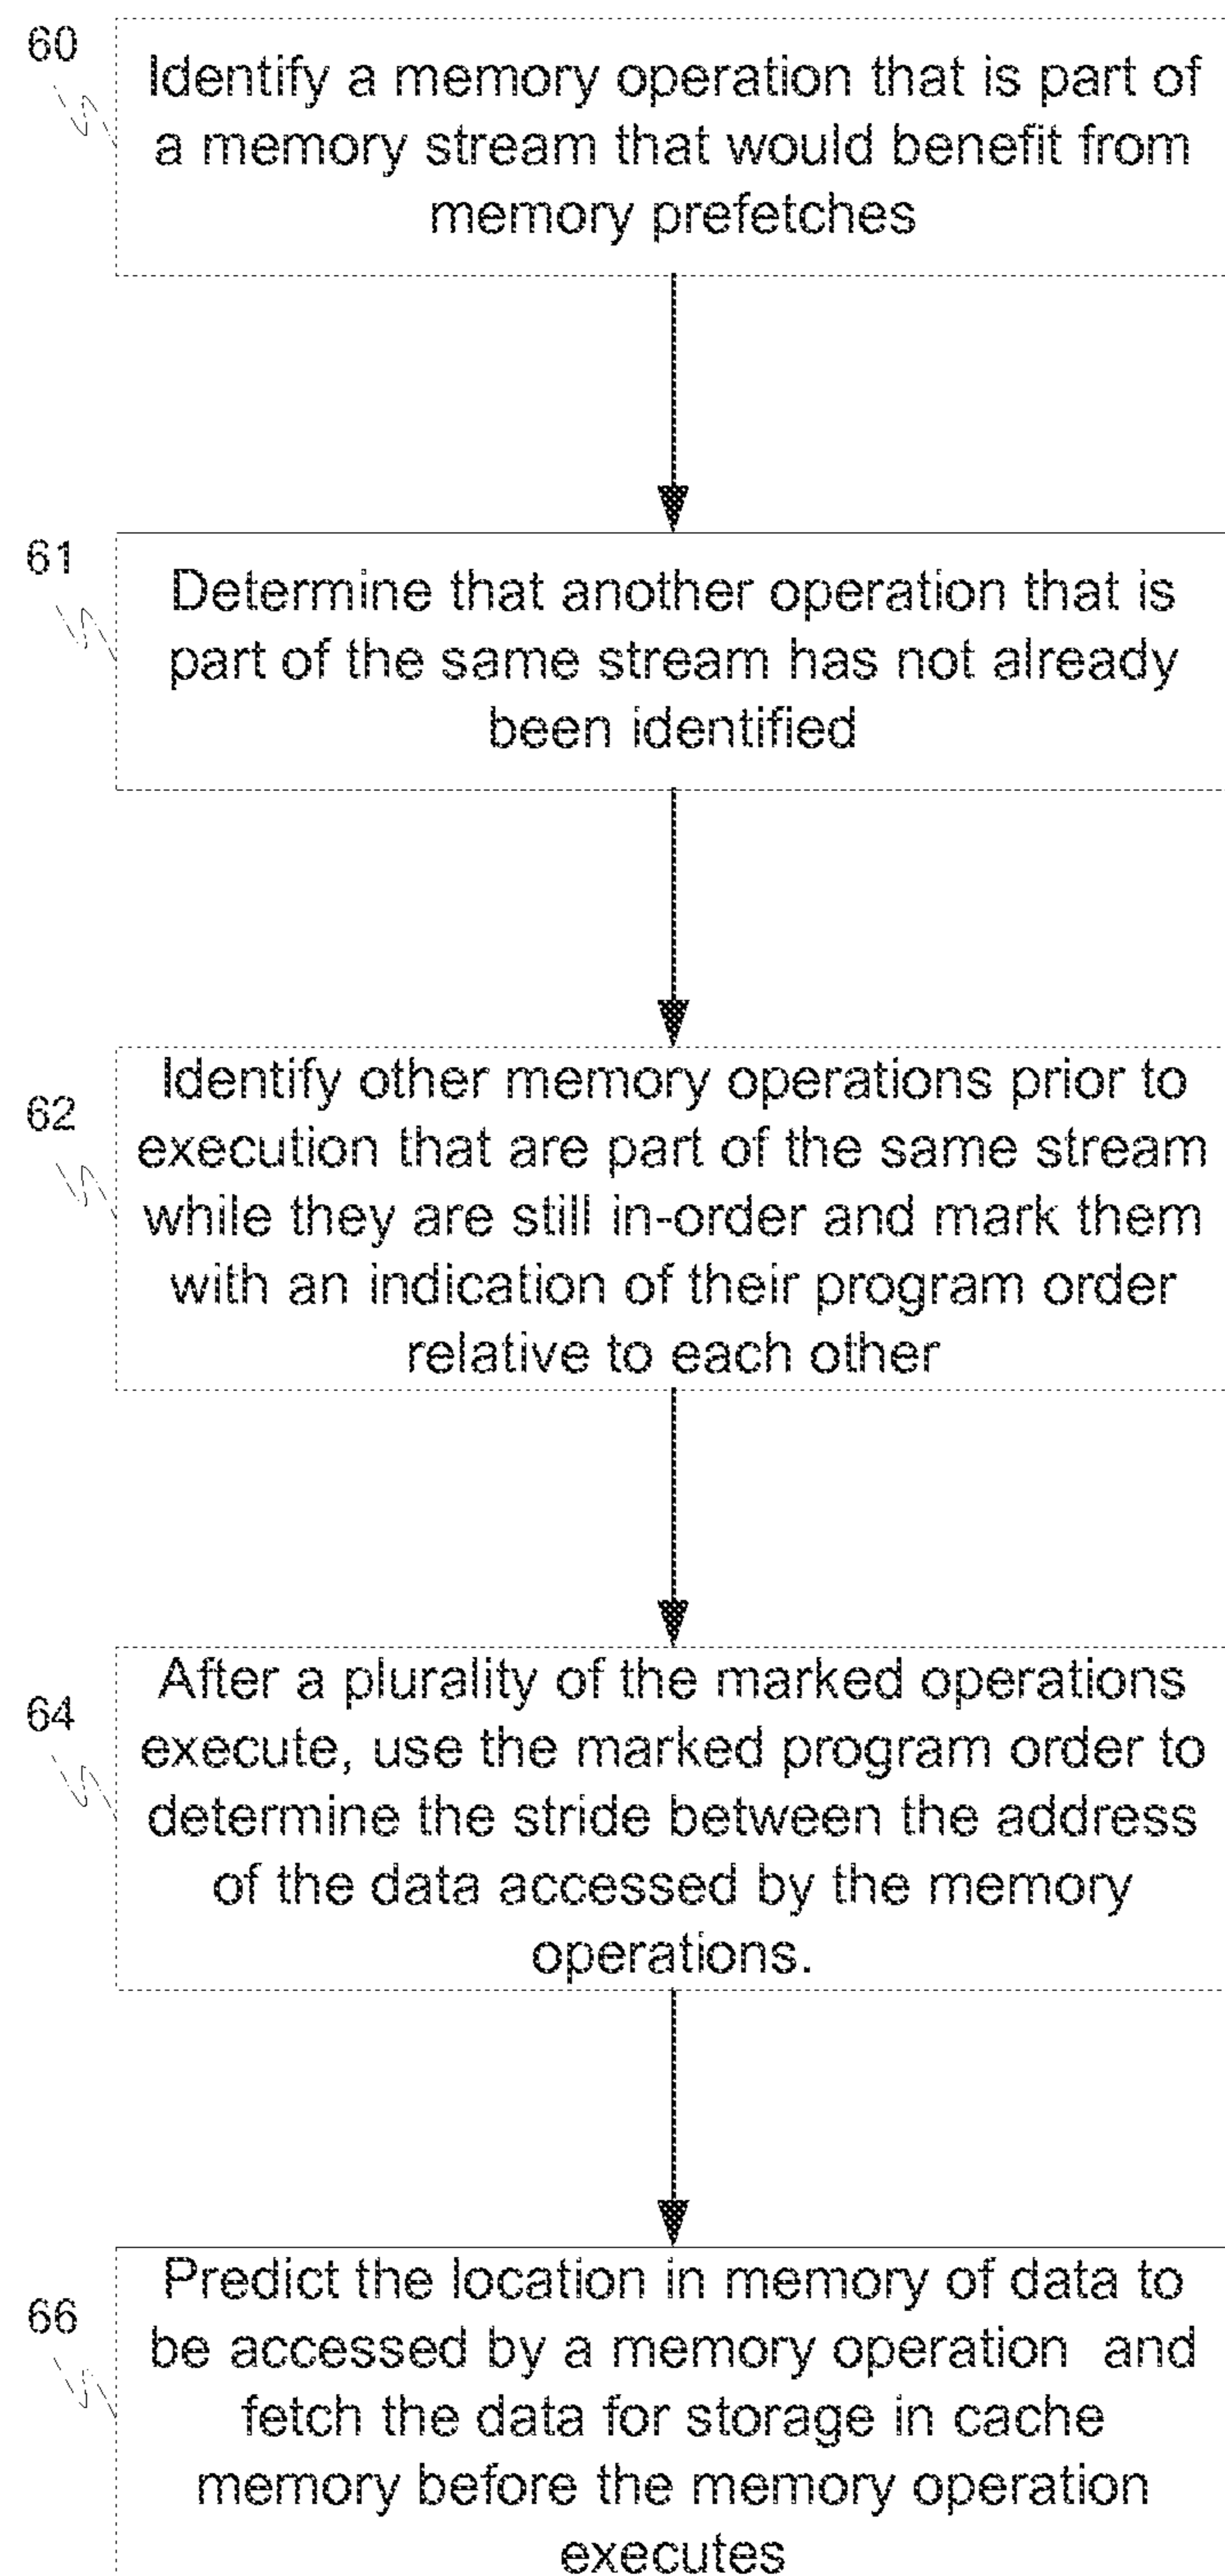 60
Identify a memory operation that is part of
a memory stream that would benefit from
memory prefetches
61
Determine that another operation that is
part of the same stream has not already
been identified
62
Identify other memory operations prior to
execution that are part of the same stream
while they are still in-order and mark them
with an indication of their program order
relative to each other
64
After a plurality of the marked operations
execute, use the marked program order to
determine the stride between the address
of the data accessed by the memory
operations.
66
Predict the location in memory of data to
be accessed by a memory operation and
fetch the data for storage in cache
memory before the memory operation
executes